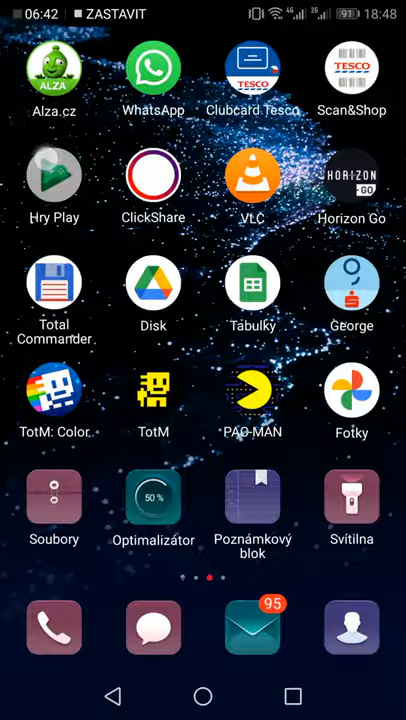 06:42 ZASTAVIT 4G 2G 91 18:48
ALZA
TESCO
TESCO
Alza.cz WhatsApp Clubcard Tesco Scan&Shop
HORIZON
GO
Hry Play ClickShare VLC Horizon Go
Total
Commander Disk Tabulky George
TotM: Color.. TotM PAC-MAN Fotky
50 %
Soubory Optimalizátor Poznámkový
blok Svítilna
95